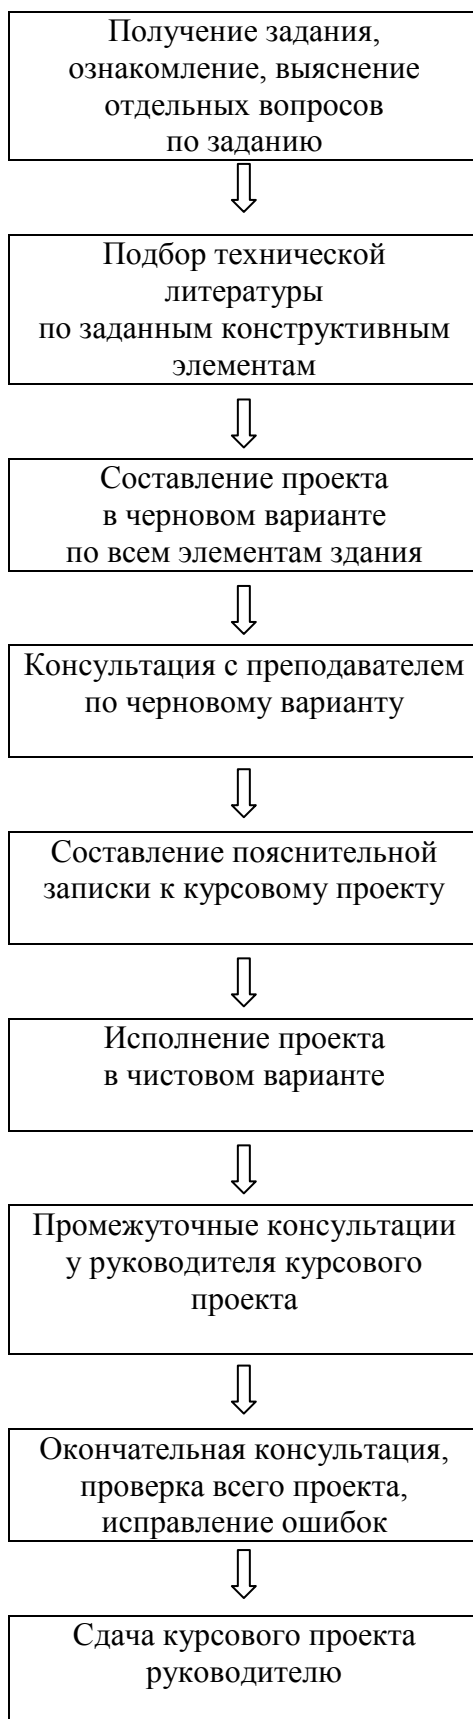 Получение задания,
ознакомление, выяснение
отдельных вопросов
по заданию
Подбор технической
литературы
по заданным конструктивным
элементам
Составление проекта
в черновом варианте
по всем элементам здания
Консультация с преподавателем
по черновому варианту
Составление пояснительной
записки к курсовому проекту
Исполнение проекта
в чистовом варианте
Промежуточные консультации
у руководителя курсового
проекта
Окончательная консультация,
проверка всего проекта,
исправление ошибок
Сдача курсового проекта
руководителю